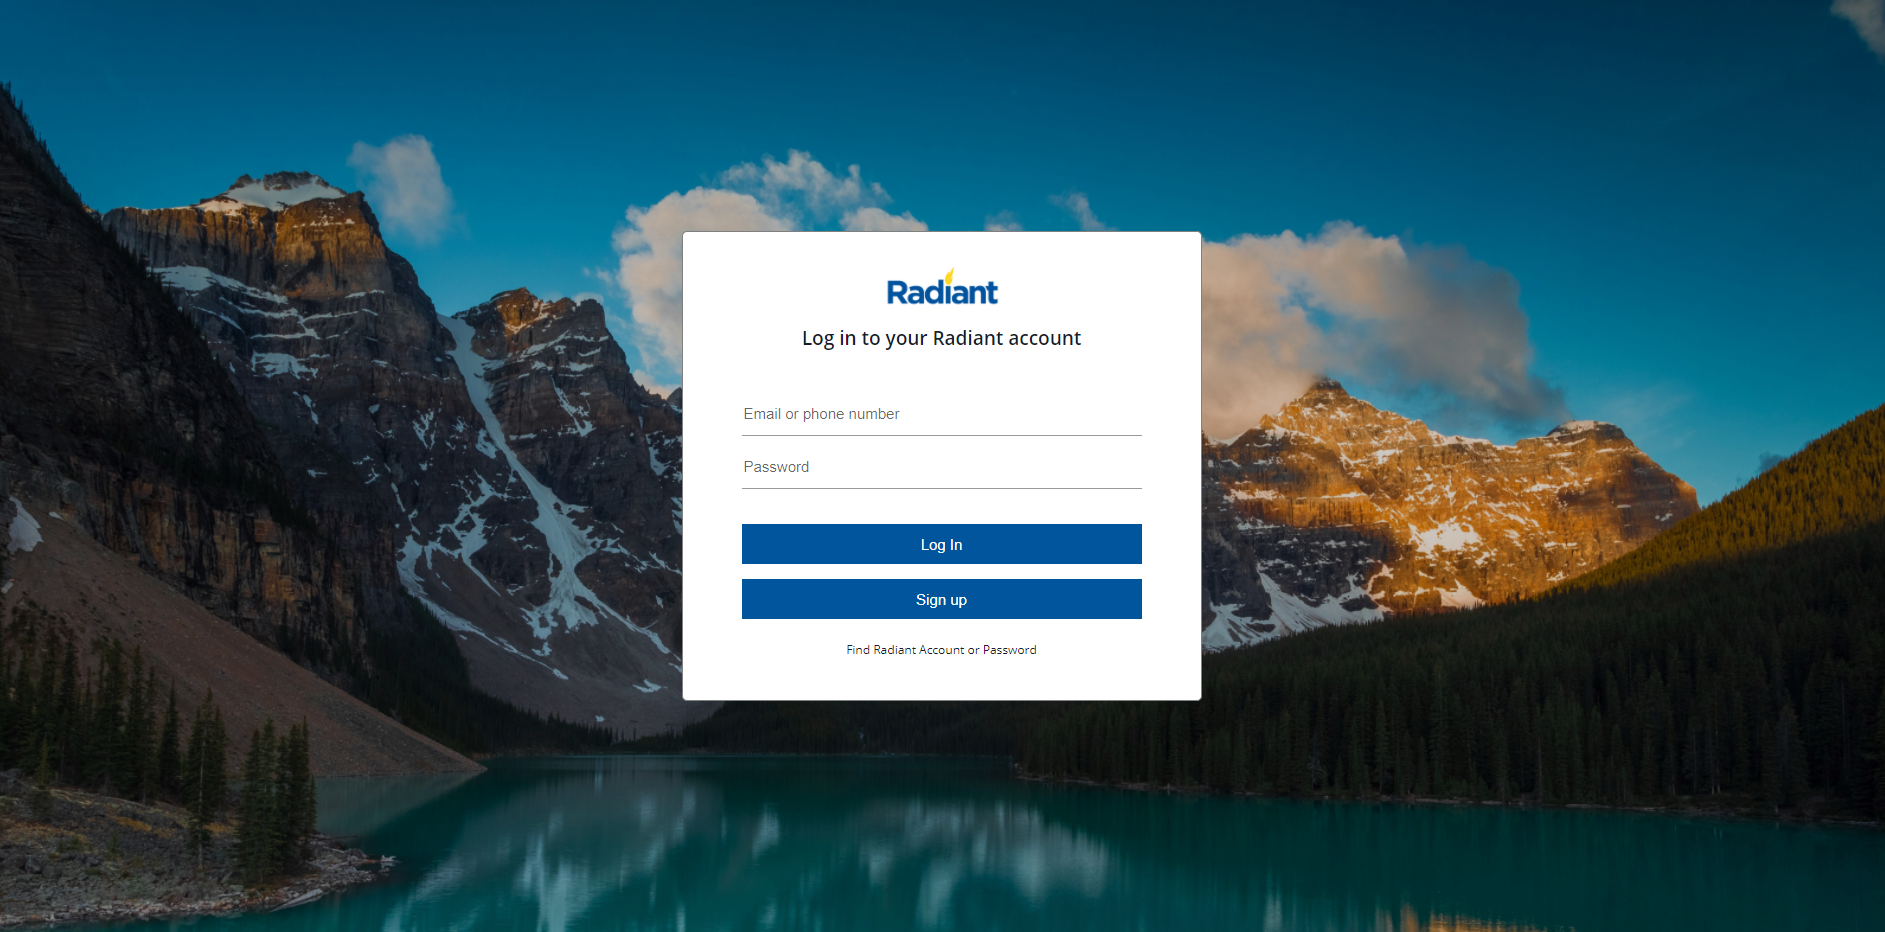 Radiant
Log in to your Radiant account
Email or phone number
Password
Log In
Sign up
Find Radiant Account or Password